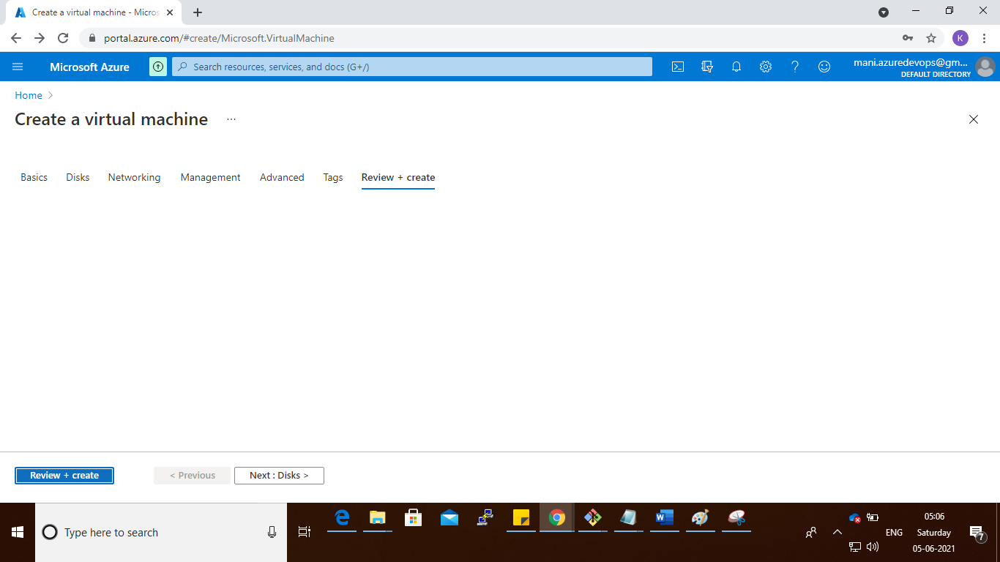 Create a virtual machine - Micros
portal.azure.com/#create/Microsoft.VirtualMachine
K
Microsoft Azure
Search resources, services, and docs (G+/)
mani.azuredevops@gm...
DEFAULT DIRECTORY
Home
Create a virtual machine ...
Basics Disks Networking Management Advanced Tags Review + create
Review + create < Previous Next : Disks >
Type here to search
ENG
05:06
Saturday
05-06-2021
7